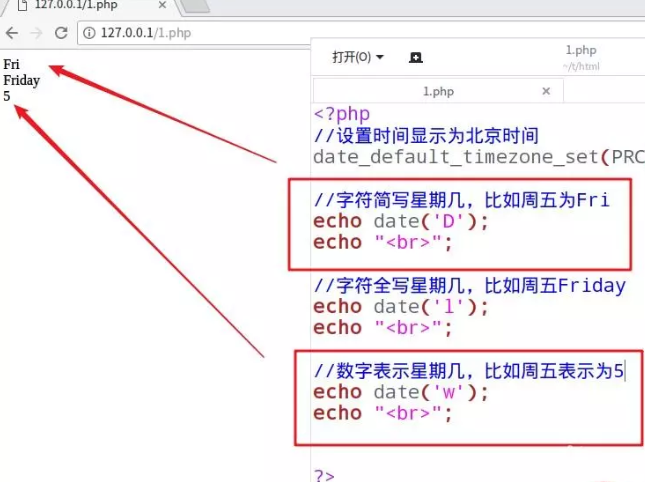 127.0.0.1/1.php
127.0.0.1/1.php
Fri
Friday
5
打开(O)
1.php
~/t/html
1.php
<?php
//设置时间显示为北京时间
date_default_timezone_set(PRC
//字符简写星期几，比如周五为Fri
echo date('D');
echo "<br>";
//字符全写星期几，比如周五Friday
echo date('l');
echo "<br>";
//数字表示星期几，比如周五表示为5
echo date('w');
echo "<br>";
?>